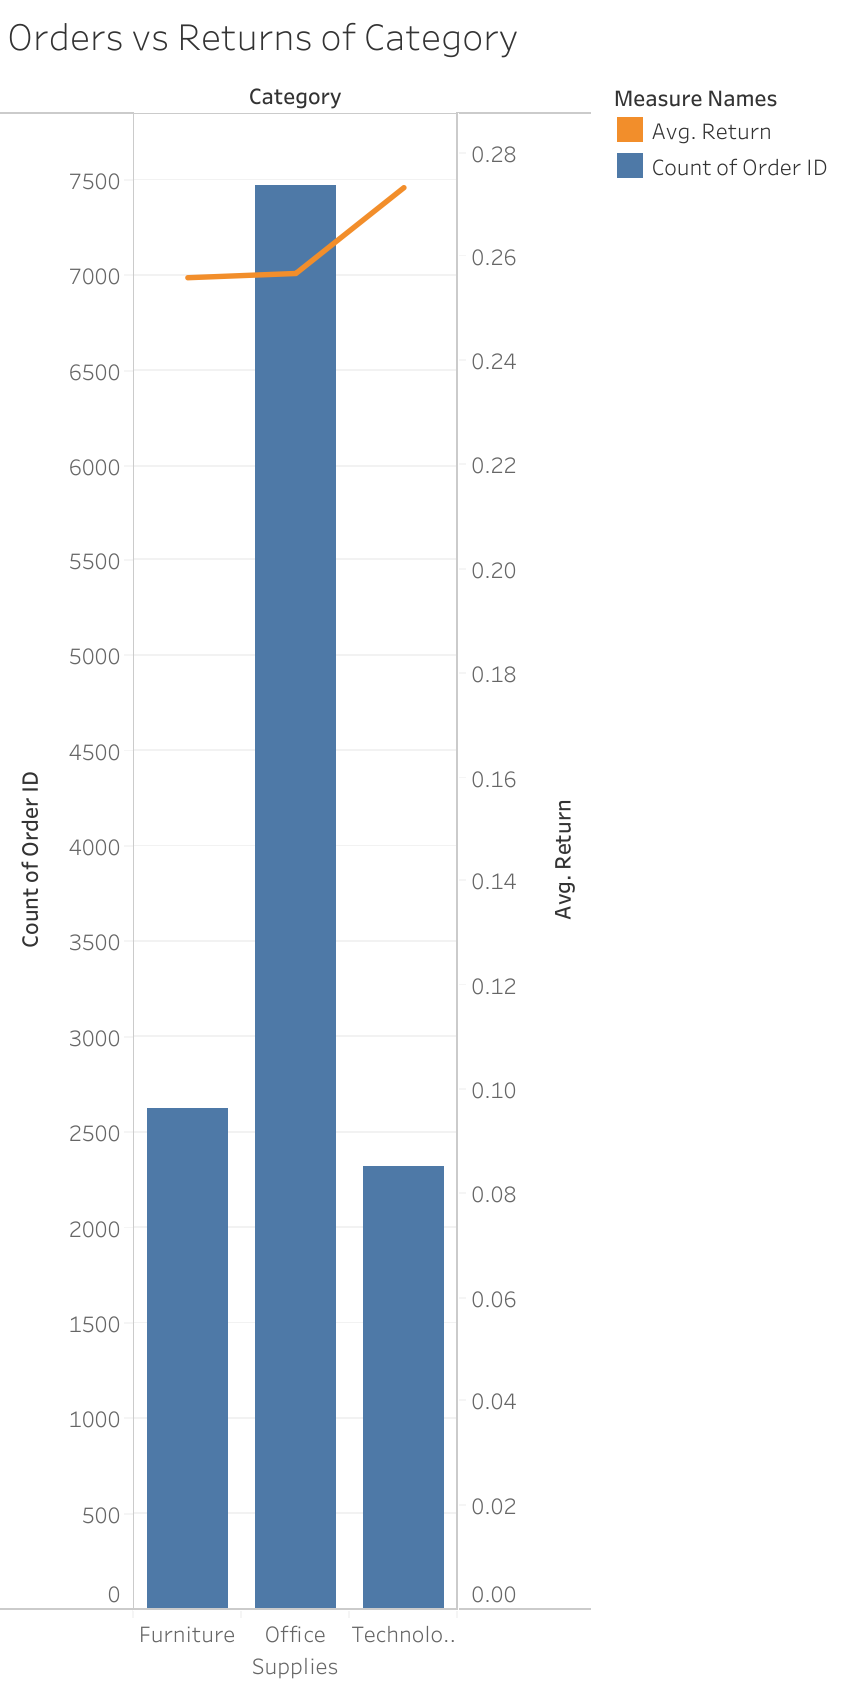 Orders vs Returns of Category
Category
Measure Names
Avg. Return
Count of Order ID
Count of Order ID
7500
7000
6500
6000
5500
5000
4500
4000
3500
3000
2500
2000
1500
1000
500
0
0.28
0.26
0.24
0.22
0.20
0.18
0.16
0.14
0.12
0.10
0.08
0.06
0.04
0.02
0.00
Avg. Return
Furniture
Office
Supplies
Technolo..